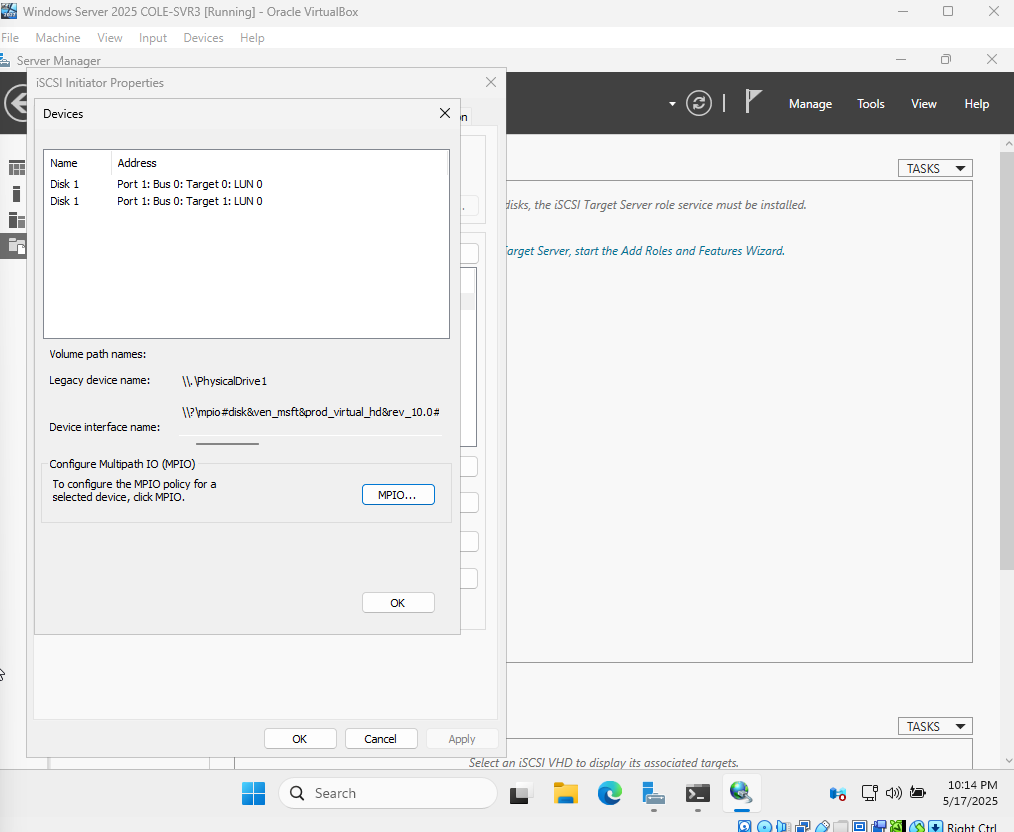 Windows Server 2025 COLE-SVR3 [Running] - Oracle VirtualBox
File Machine View Input Devices Help
Server Manager
iSCSI Initiator Properties
Manage Tools View Help
Devices
Name Address
Disk 1 Port 1: Bus 0: Target 0: LUN 0
Disk 1 Port 1: Bus 0: Target 1: LUN 0
Volume path names:
Legacy device name: \\.\PhysicalDrive1
\\?\mpio#disk&ven_msft&prod_virtual_hd&rev_10.0#
Device interface name:
Configure Multipath IO (MPIO)
To configure the MPIO policy for a
selected device, click MPIO.
MPIO...
OK
OK Cancel Apply
TASKS
disks, the iSCSI Target Server role service must be installed.
Target Server, start the Add Roles and Features Wizard.
TASKS
Select an iSCSI VHD to display its associated targets.
Search
10:14 PM
5/17/2025
Right Ctrl